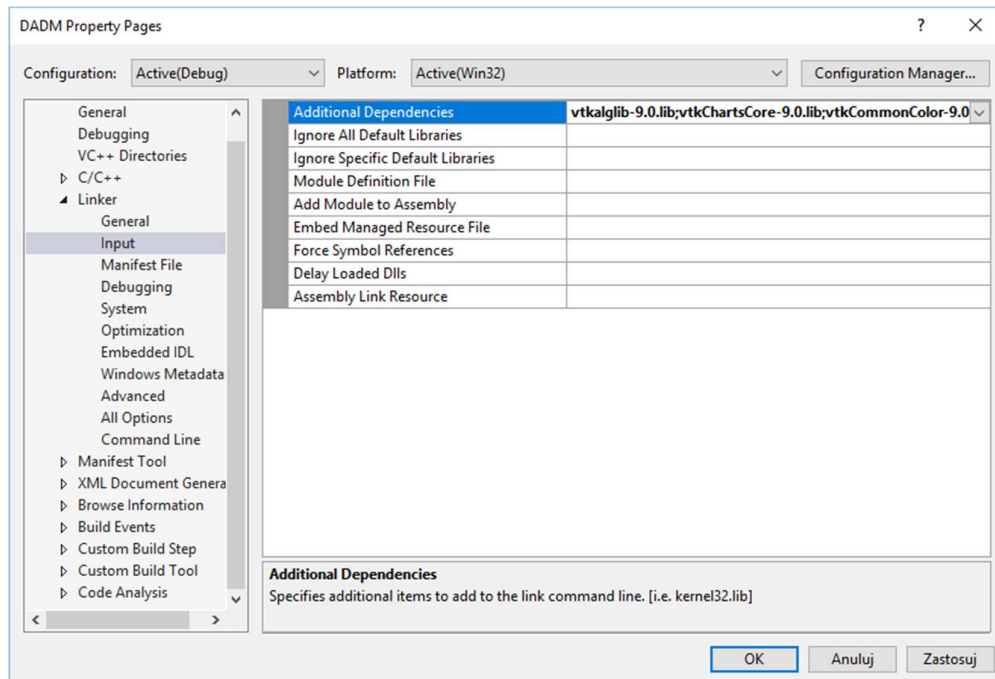 DADM Property Pages
Configuration: Active(Debug) Platform: Active(Win32) Configuration Manager...
General
Debugging
VC++ Directories
C/C++
Linker
General
Input
Manifest File
Debugging
System
Optimization
Embedded IDL
Windows Metadata
Advanced
All Options
Command Line
Manifest Tool
XML Document Genera
Browse Information
Build Events
Custom Build Step
Custom Build Tool
Code Analysis
Additional Dependencies vtkalglib-9.0.lib;vtkChartsCore-9.0.lib;vtkCommonColor-9.0
Ignore All Default Libraries
Ignore Specific Default Libraries
Module Definition File
Add Module to Assembly
Embed Managed Resource File
Force Symbol References
Delay Loaded Dlls
Assembly Link Resource
Additional Dependencies
Specifies additional items to add to the link command line. [i.e. kernel32.lib]
OK Anuluj Zastosuj